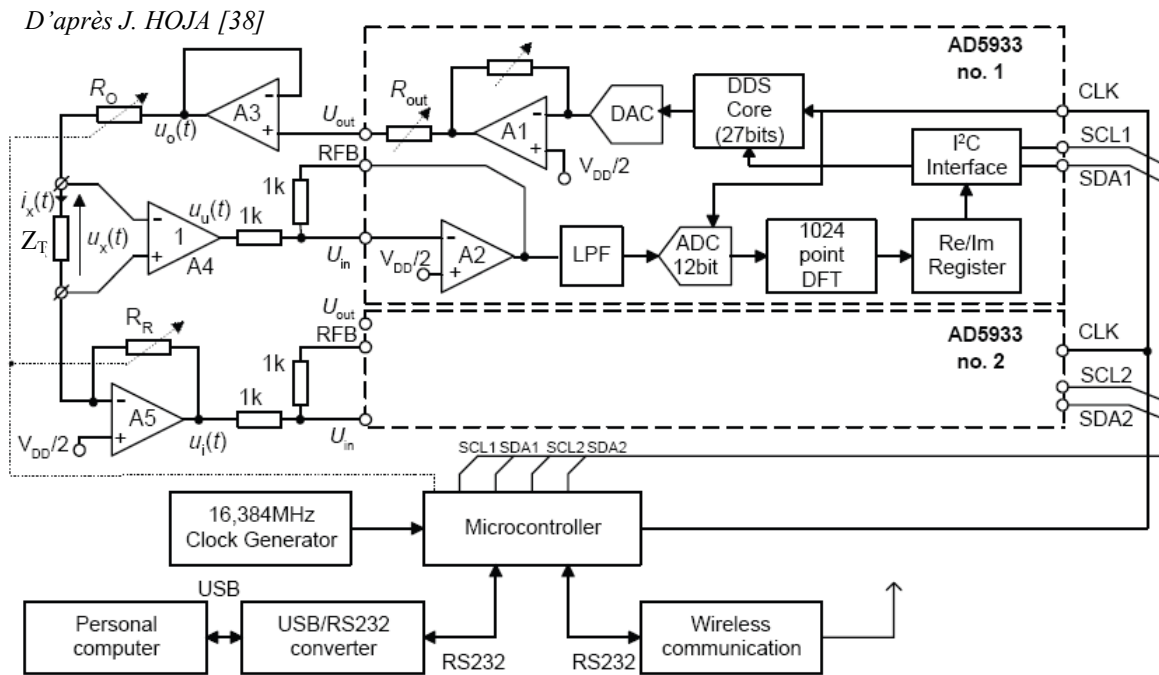 D'après J. HOJA [38]
AD5933
no. 1
R_O
A3
u_o(t)
U_out
R_out
A1
DAC
DDS
Core
(27bits)
CLK
V_DD/2
I²C
Interface
SCL1
SDA1
RFB
1k
i_x(t)
Z_T
u_x(t)
1
A4
u_u(t)
1k
U_in
V_DD/2
A2
LPF
ADC
12bit
1024
point
DFT
Re/Im
Register
U_out
RFB
R_R
1k
1k
A5
V_DD/2
u_i(t)
U_in
AD5933
no. 2
CLK
SCL2
SDA2
SCL1 SDA1 SCL2 SDA2
16,384MHz
Clock Generator
Microcontroller
USB
Personal
computer
USB/RS232
converter
RS232
RS232
Wireless
communication